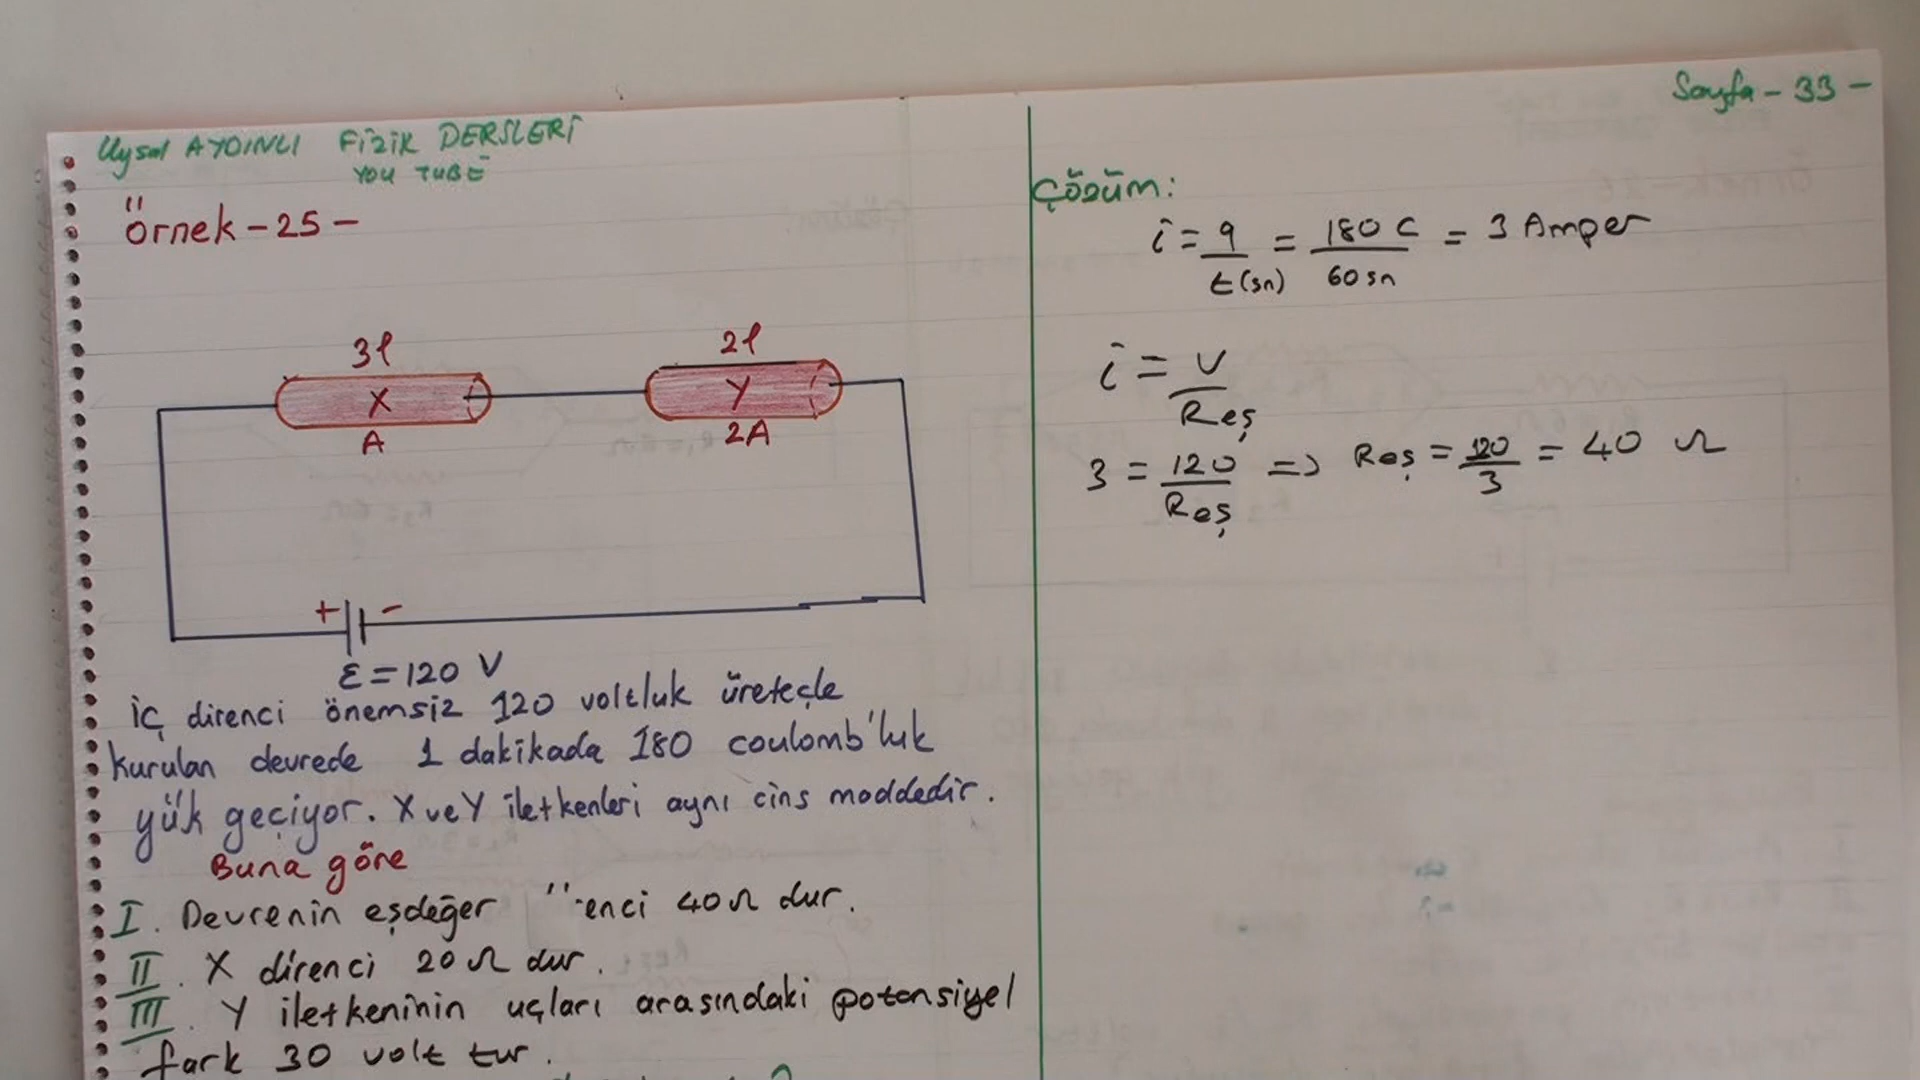 Uysal AYDINLI FİZİK DERSLERİ
YOU TUBE
Örnek - 25 -
3l
X
A
2l
Y
2A
+ -
Ɛ = 120 V
İÇ direnci önemsiz 120 voltluk üreteçle
kurulan devrede 1 dakikada 180 coulomb'luk
yük geçiyor. X ve Y iletkenleri aynı cins maddedir.
Buna göre
I. Devrenin eşdeğer enci 40Ω dur.
II. X direnci 20Ω dur.
III. Y iletkeninin uçları arasındaki potansiyel
fark 30 volt tur.
Sayfa - 33 -
Çözüm:
i = q / t(sn) = 180 C / 60 sn = 3 Amper
i = V / Reş
3 = 120 / Reş => Reş = 120 / 3 = 40 Ω